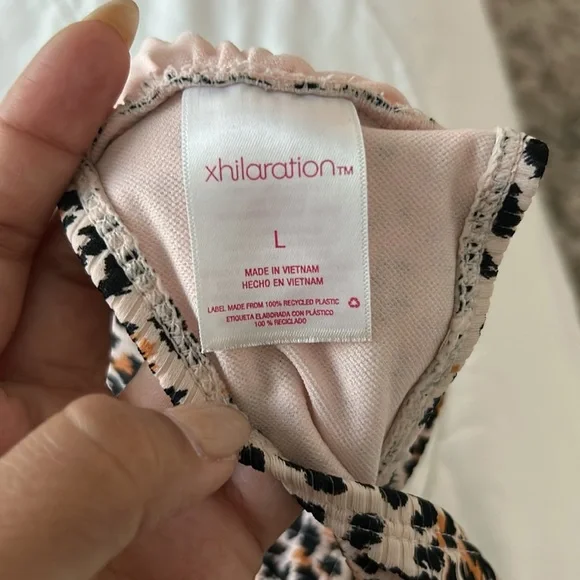 xhilaration™
L
MADE IN VIETNAM
HECHO EN VIETNAM
LABEL MADE FROM 100% RECYCLED PLASTIC
ETIQUETA ELABORADA CON PLÁSTICO
100 % RECICLADO